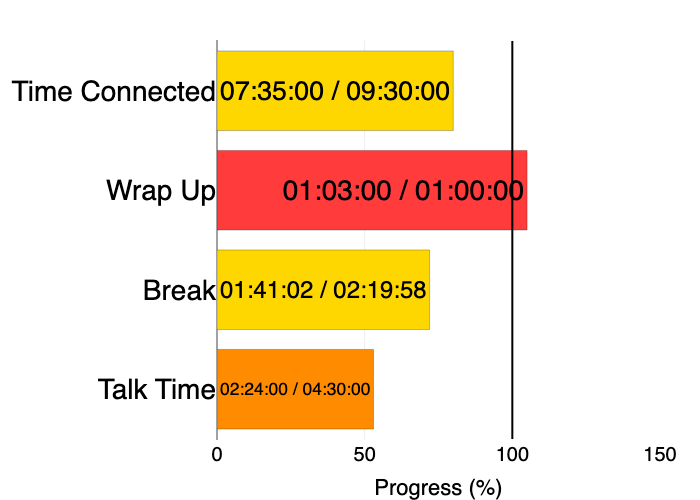 Time Connected 07:35:00 / 09:30:00
Wrap Up 01:03:00 / 01:00:00
Break 01:41:02 / 02:19:58
Talk Time 02:24:00 / 04:30:00
0 50 100 150
Progress (%)